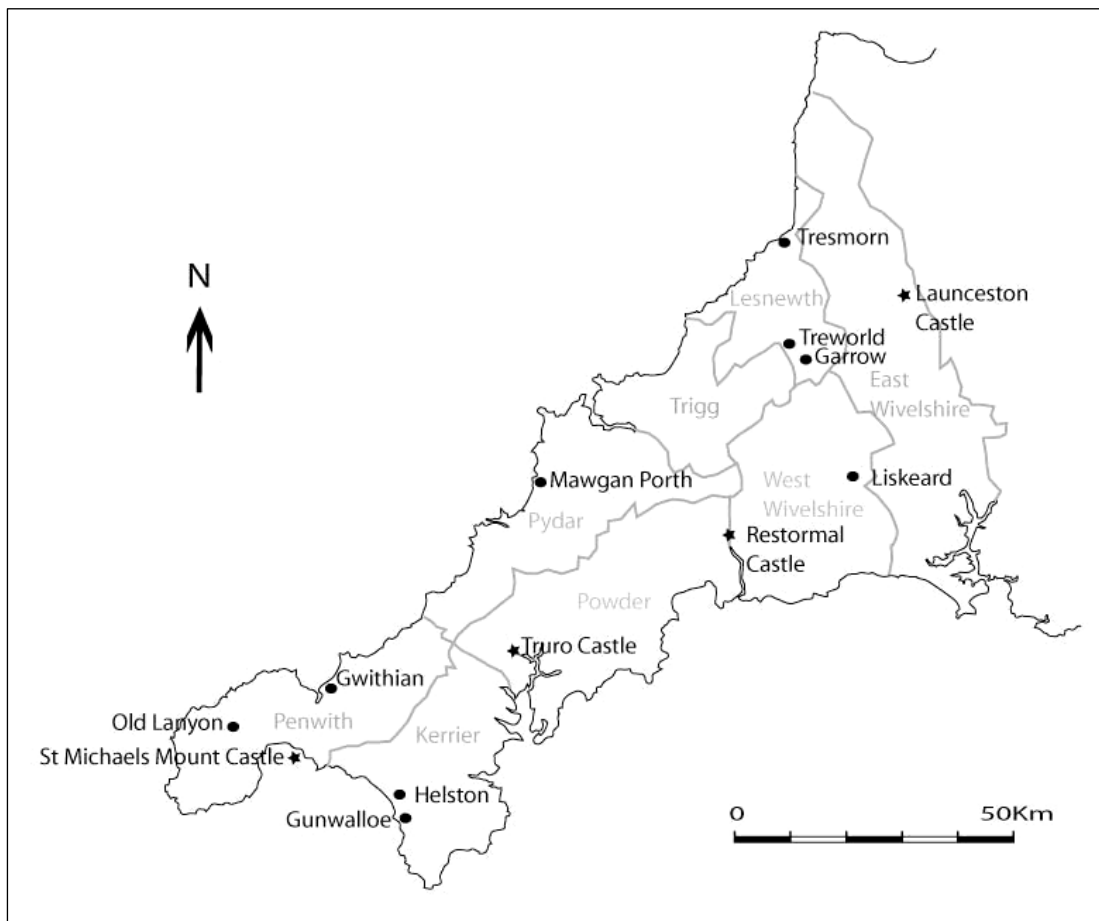 N
Tresmorn
Lesnewth
Launceston
Castle
Treworld
Garrow
Trigg
East
Wivelshire
Mawgan Porth
West
Wivelshire
Liskeard
Pydar
Restormal
Castle
Powder
Truro Castle
Gwithian
Old Lanyon
Penwith
Kerrier
St Michaels Mount Castle
Helston
Gunwalloe
0
50Km